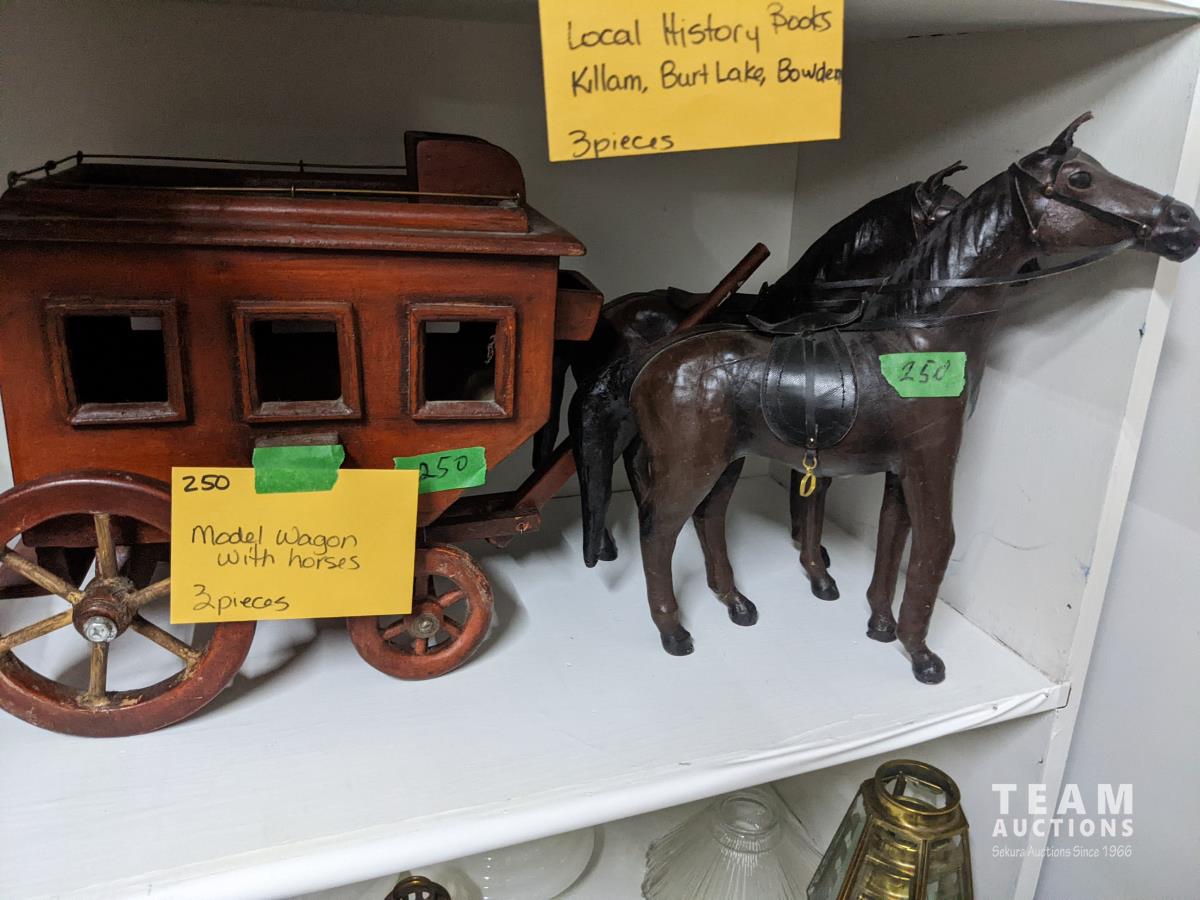 Local History Books
Killam, Burt Lake, Bowden
3pieces
250
250
250
Model Wagon
with horses
3pieces
TEAM
AUCTIONS
Sekura Auctions Since 1966